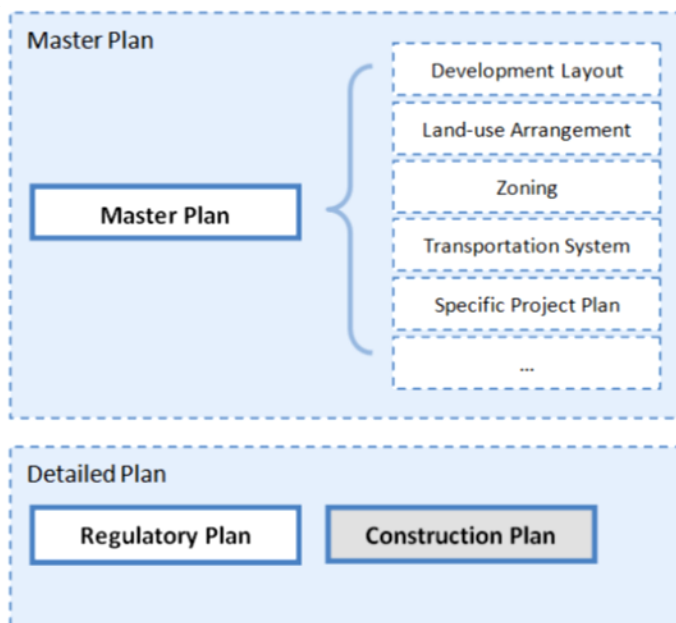 Master Plan
Development Layout
Land-use Arrangement
Zoning
Master Plan
Transportation System
Specific Project Plan
...
Detailed Plan
Regulatory Plan
Construction Plan